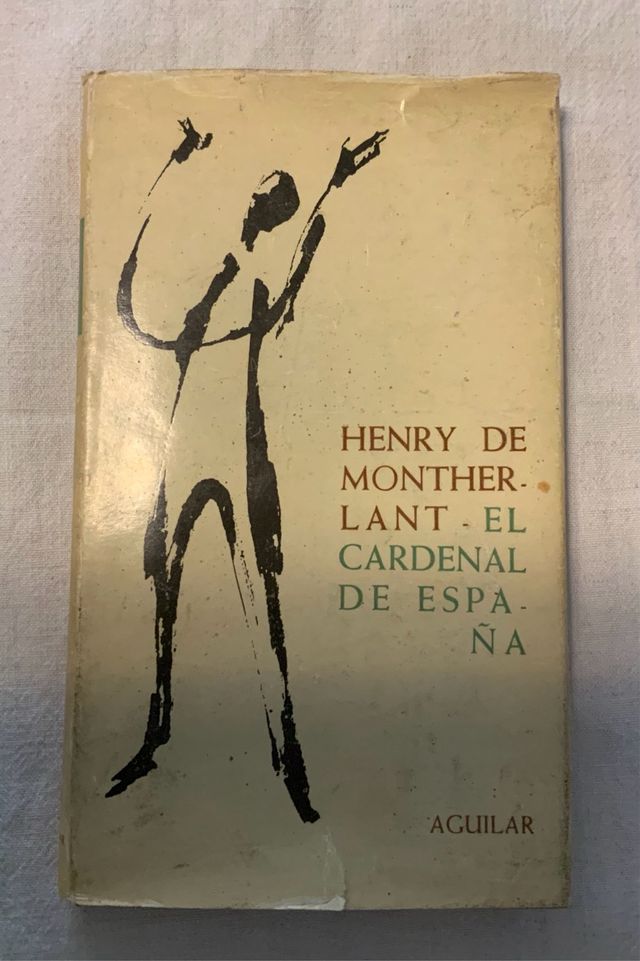 HENRY DE
MONTHER-
LANT - EL
CARDENAL
DE ESPA-
ÑA
AGUILAR